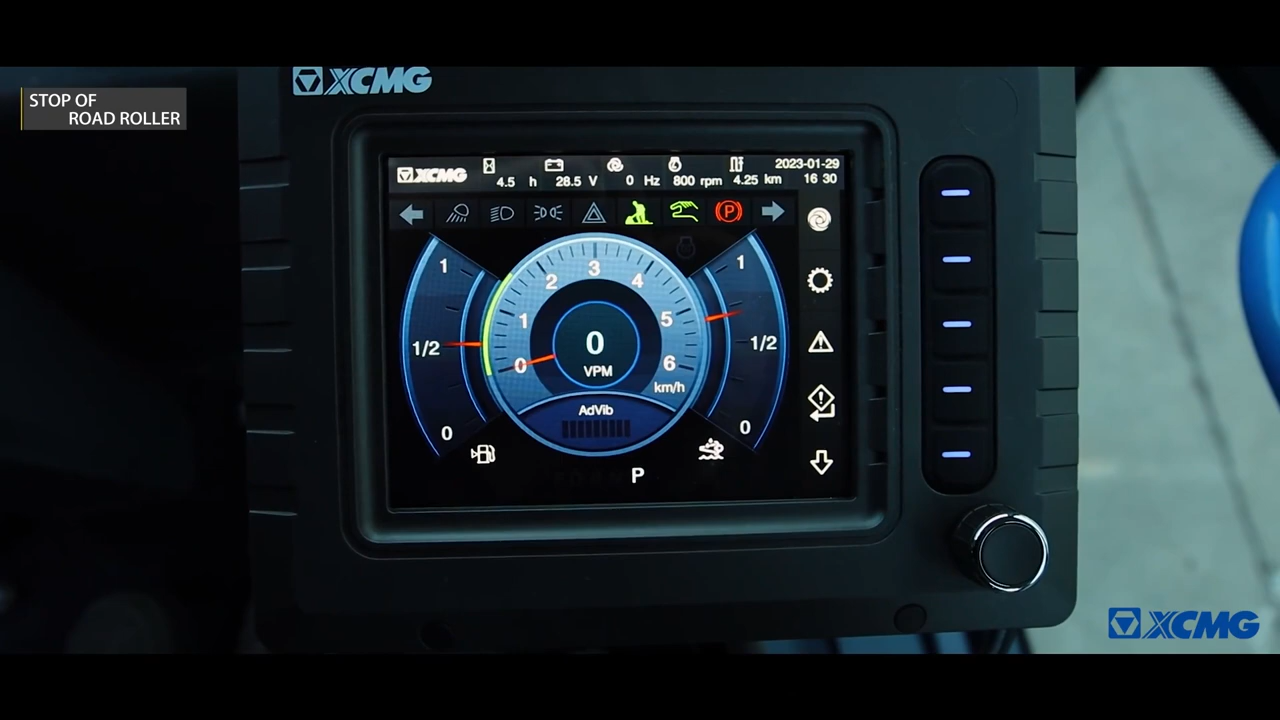 XCMG
STOP OF
ROAD ROLLER
XCMG
4.5 h
28.5 V
0 Hz
800 rpm
4.25 km
2023-01-29
16 30
P
1
1/2
0
0
1
2
3
4
5
6
km/h
0
VPM
AdVib
1
1/2
0
P
XCMG